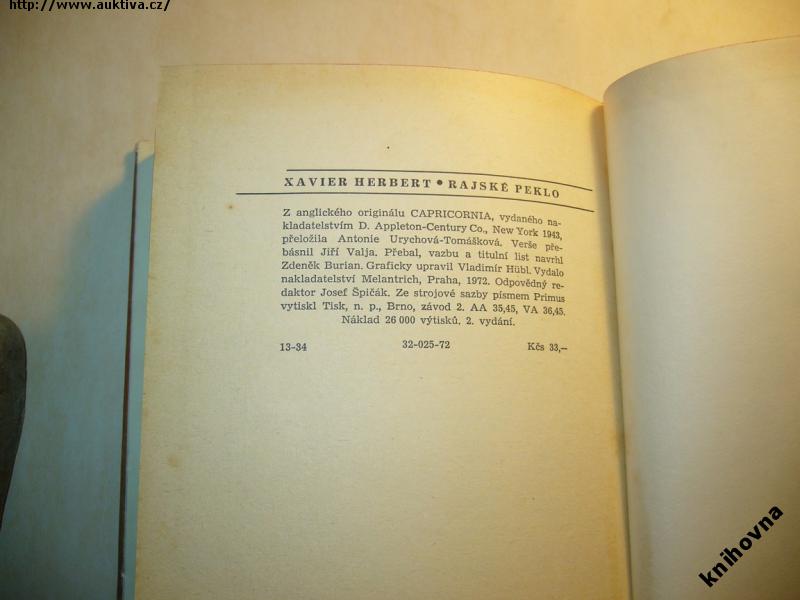 http://www.auktiva.cz/
XAVIER HERBERT • RAJSKÉ PEKLO
Z anglického originálu CAPRICORNIA, vydaného na-
kladatelstvím D. Appleton-Century Co., New York 1943,
přeložila Antonie Urychová-Tomášková. Verše pře-
básnil Jiří Valja. Přebal, vazbu a titulní list navrhl
Zdeněk Burian. Graficky upravil Vladimír Hübl. Vydalo
nakladatelství Melantrich, Praha, 1972. Odpovědný re-
daktor Josef Špičák. Ze strojové sazby písmem Primus
vytiskl Tisk, n. p., Brno, závod 2. AA 35,45, VA 36,45.
Náklad 26 000 výtisků. 2. vydání.
13-34 32-025-72 Kčs 33,–
knihovna